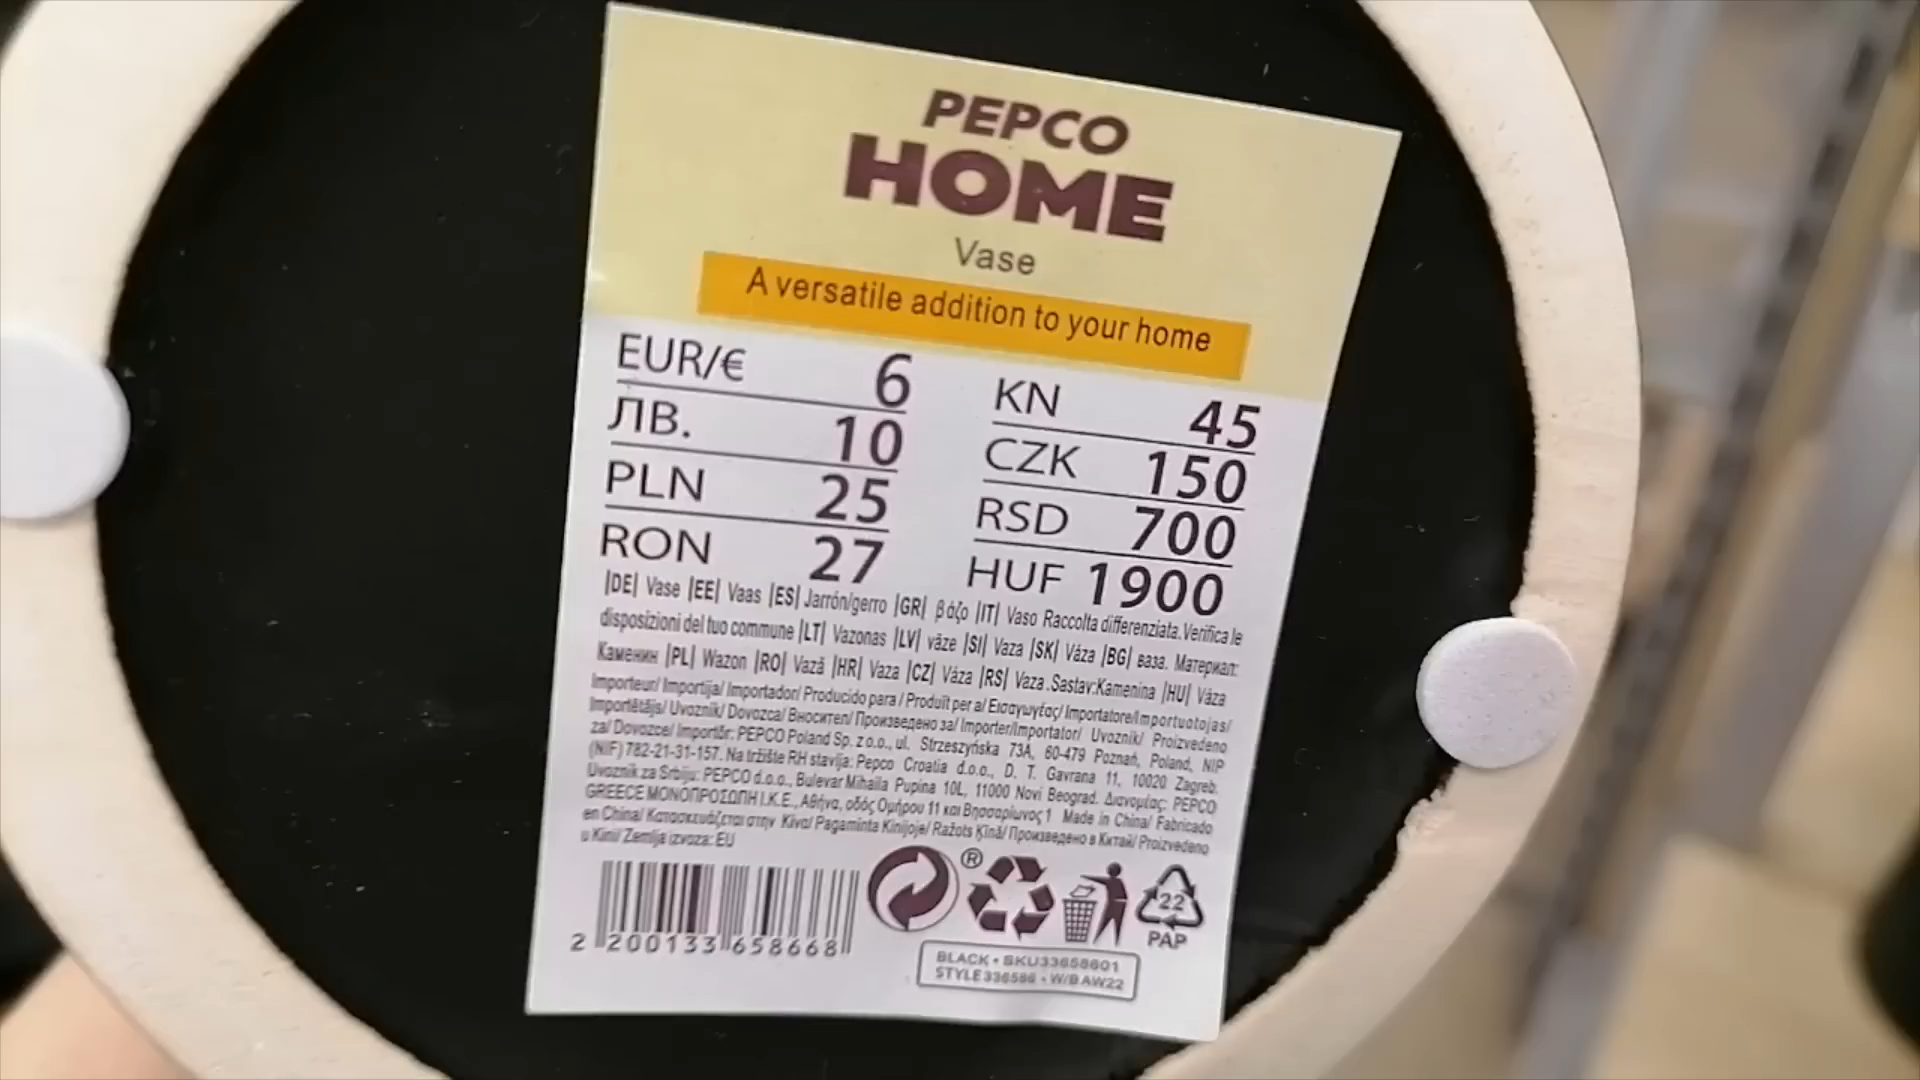 PEPCO
HOME
Vase
A versatile addition to your home
EUR/€ 6
ЛВ. 10
PLN 25
RON 27
KN 45
CZK 150
RSD 700
HUF 1900
|DE| Vase |EE| Vaas |ES| Jarrón/gerro |GR| βάζο |IT| Vaso Raccolta differenziata. Verifica le
disposizioni del tuo commune |LT| Vazonas |LV| vāze |SI| Vaza |SK| Váza |BG| ваза. Материал:
Каменин |PL| Wazon |RO| Vază |HR| Vaza |CZ| Váza |RS| Vaza.Sastav:Kamenina |HU| Váza
Importeur/ Importija/ Importador/ Producido para/ Produït per a/ Εισαγωγέας/ Importatore/Importuotojas/
Importētājs/ Uvoznik/ Dovozca/ Вносител/ Произведено за/ Importer/Importator/ Uvoznik/ Proizvedeno
za/ Dovozce/ Importőr: PEPCO Poland Sp. z o.o., ul. Strzeszyńska 73A, 60-479 Poznań, Poland, NIP
(NIF) 782-21-31-157. Na tržište RH stavlja: Pepco Croatia d.o.o., D. T. Gavrana 11, 10020 Zagreb.
Uvoznik za Srbiju: PEPCO d.o.o., Bulevar Mihaila Pupina 10L, 11000 Novi Beograd. Διανομέας: PEPCO
GREECE ΜΟΝΟΠΡΟΣΩΠΗ Ι.Κ.Ε., Αθήνα, οδός Ομήρου 11 και Βησσαρίωνος 1 Made in China/ Fabricado
en China/ Κατασκευάζεται στην Κίνα/ Pagaminta Kinijoje/ Ražots Ķīnā/ Произведено в Китай/ Proizvedeno
u Kini/ Zemlja izvoza: EU
2 200133 658668
®
22
PAP
BLACK • SKU33658601
STYLE336586 • W/B AW22